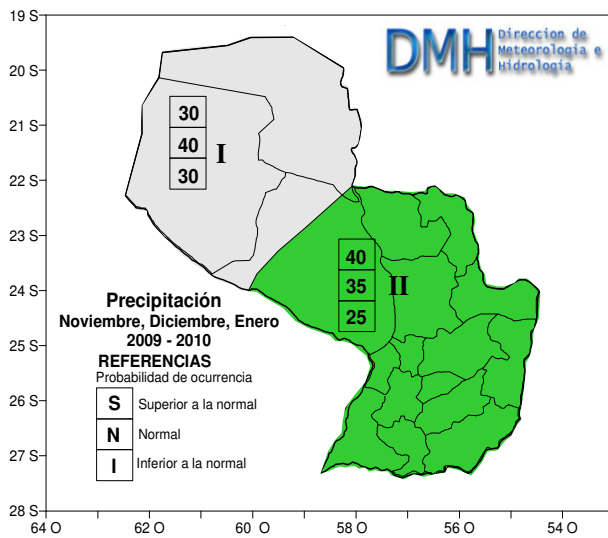 DMH
Direccion de
Meteorologia e
Hidrologia
19 S
20 S
21 S
22 S
23 S
24 S
25 S
26 S
27 S
28 S
30
40
30
I
40
35
25
II
Precipitación
Noviembre, Diciembre, Enero
2009 - 2010
REFERENCIAS
Probabilidad de ocurrencia
S Superior a la normal
N Normal
I Inferior a la normal
64 O 62 O 60 O 58 O 56 O 54 O